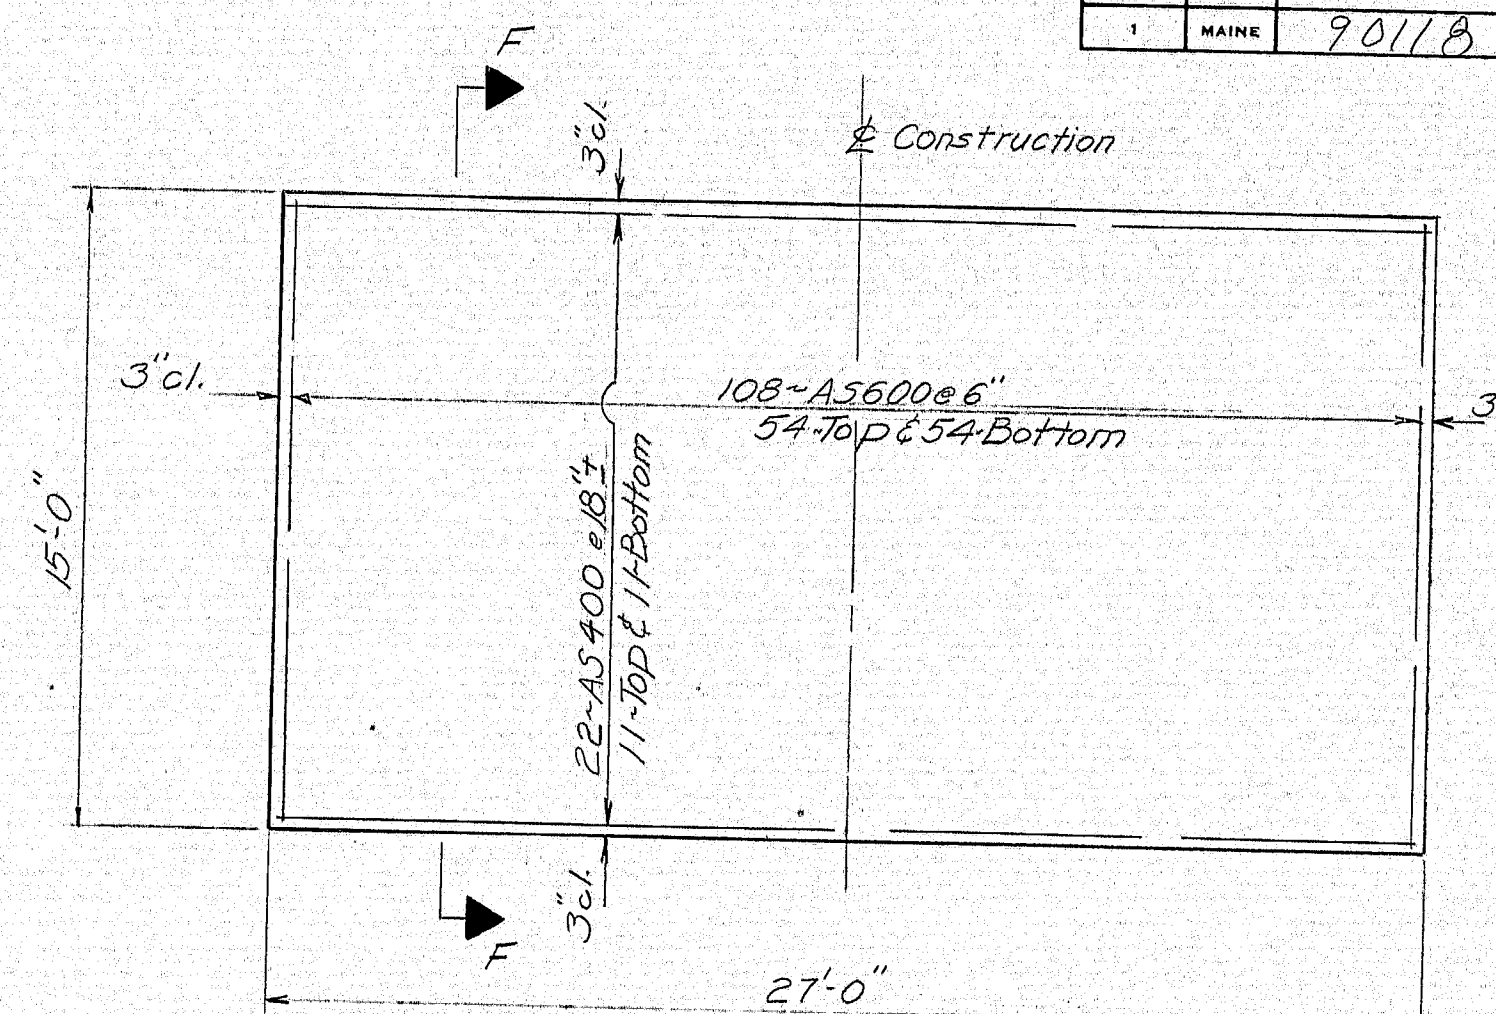 1 MAINE 90118
F
3" cl.
℄ Construction
3" cl.
108~AS600@6"
54~Top & 54~Bottom
3
15'-0"
22~AS400 @ 18"±
11~Top & 11~Bottom
3" cl.
F
27'-0"